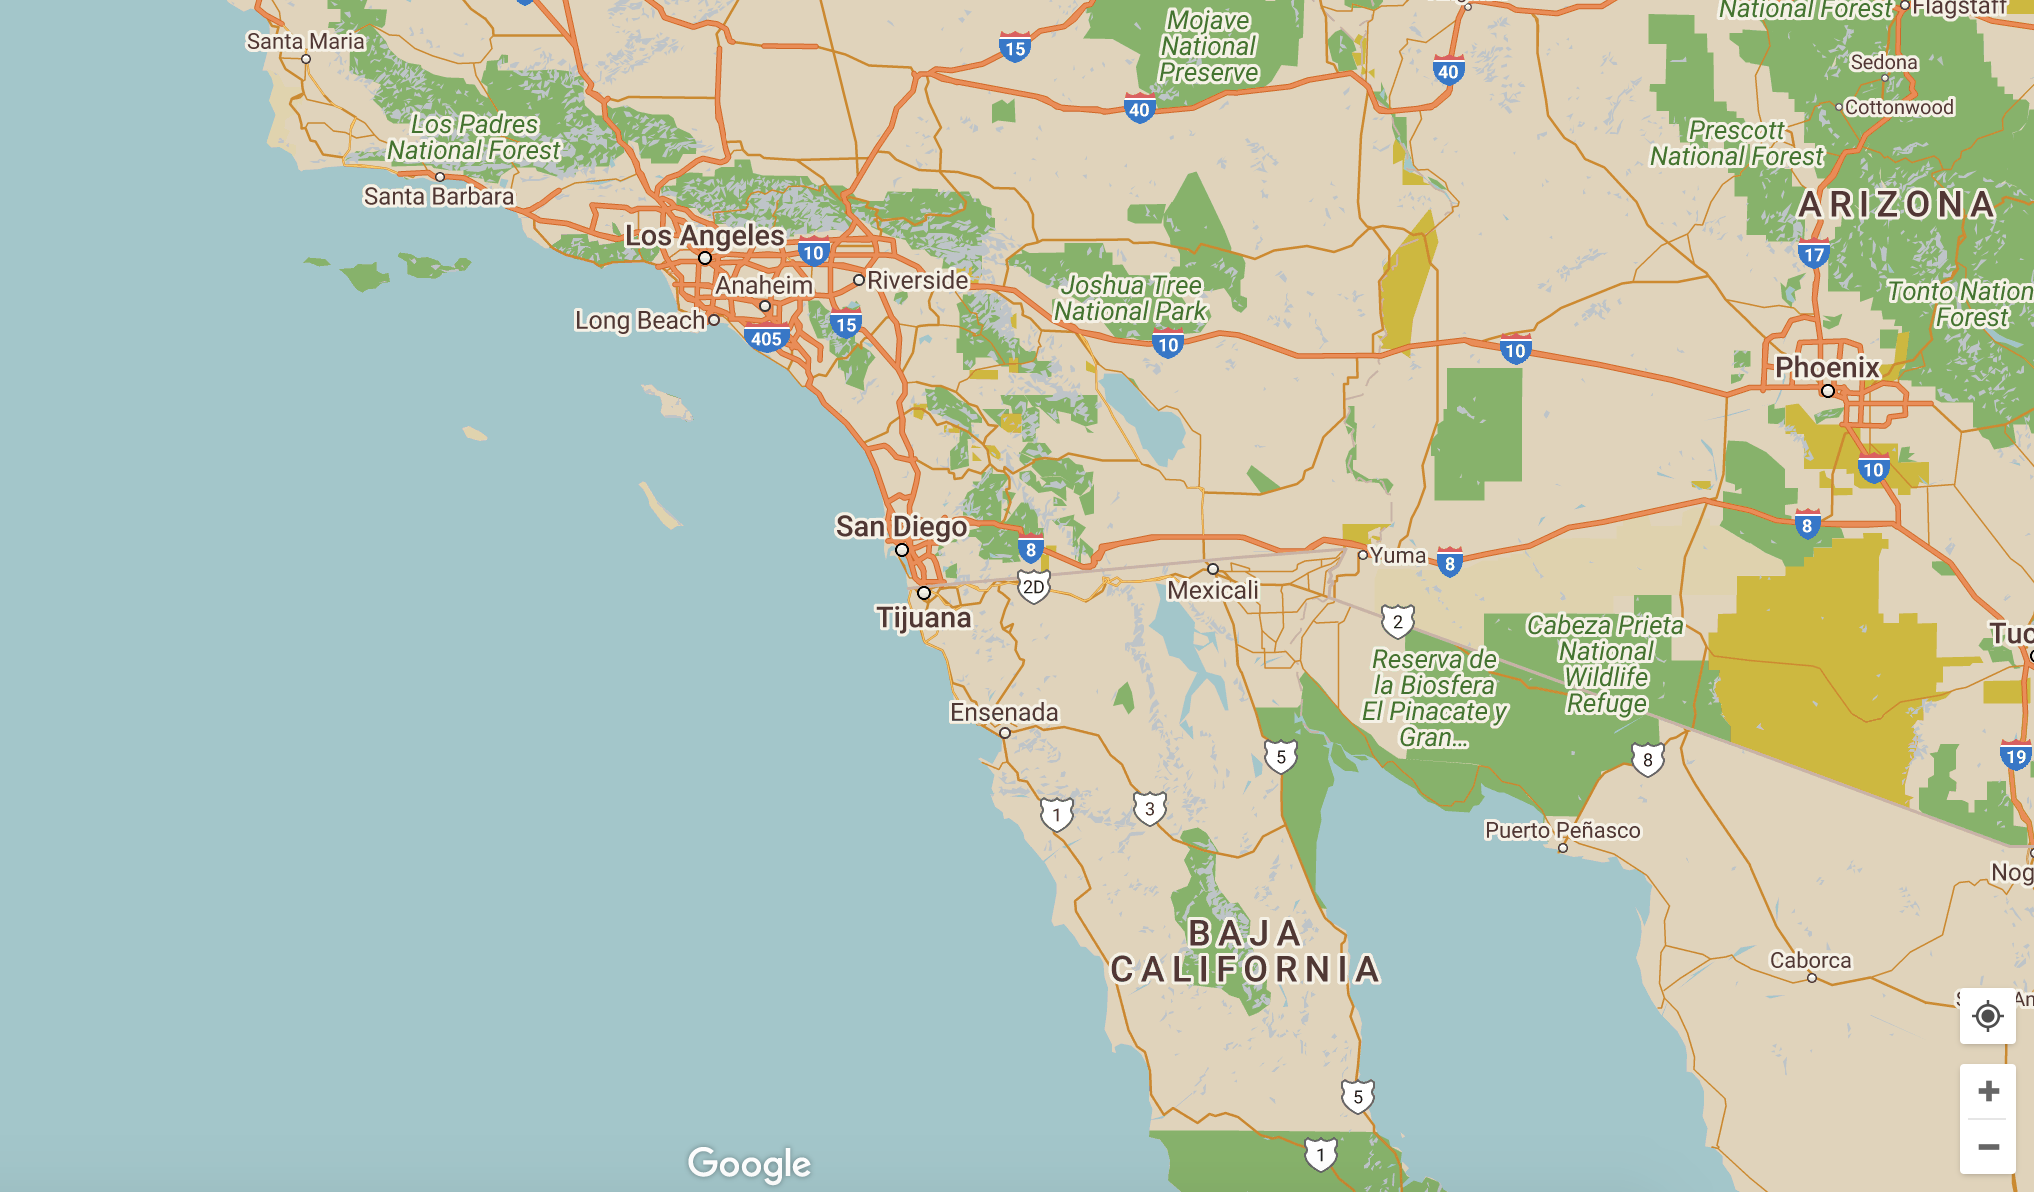 National Forest
Flagstaff
Mojave
National
Preserve
Santa Maria
15
40
Sedona
40
Cottonwood
Los Padres
National Forest
Prescott
National Forest
Santa Barbara
ARIZONA
Los Angeles
10
17
Riverside
Anaheim
Joshua Tree
National Park
Tonto Nation
Forest
Long Beach
15
405
10
10
Phoenix
10
San Diego
8
8
Yuma
8
2D
Mexicali
Tijuana
2
Cabeza Prieta
National
Wildlife
Refuge
Tuc
Reserva de
la Biosfera
El Pinacate y
Gran...
Ensenada
5
8
19
1
3
Puerto Peñasco
Nog
BAJA
CALIFORNIA
Caborca
5
1
Google